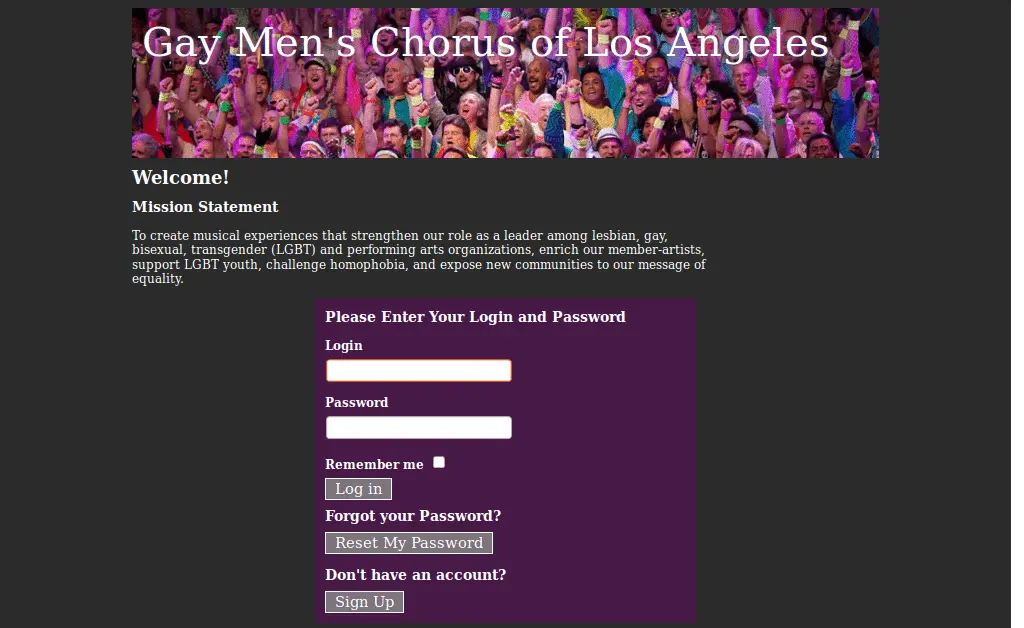 Gay Men's Chorus of Los Angeles
Welcome!
Mission Statement
To create musical experiences that strengthen our role as a leader among lesbian, gay,
bisexual, transgender (LGBT) and performing arts organizations, enrich our member-artists,
support LGBT youth, challenge homophobia, and expose new communities to our message of
equality.
Please Enter Your Login and Password
Login
Password
Remember me
Log in
Forgot your Password?
Reset My Password
Don't have an account?
Sign Up